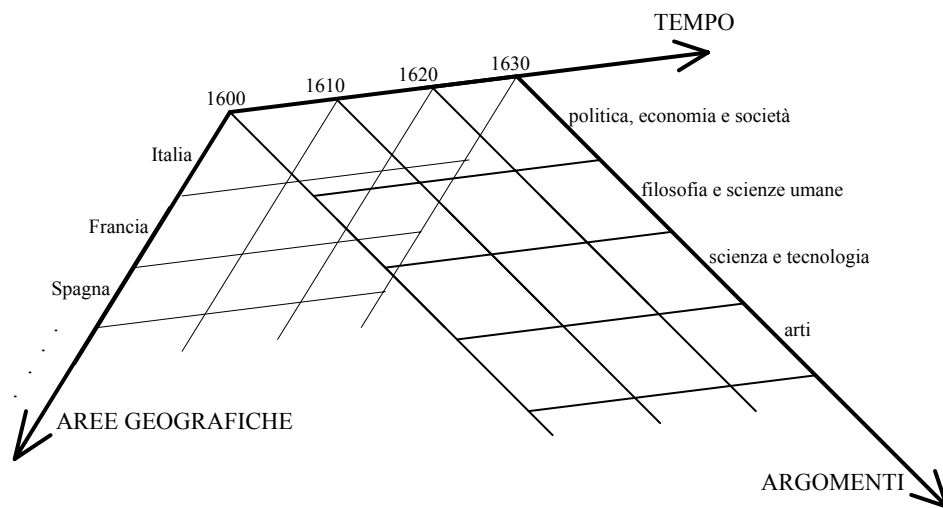 TEMPO
1600
1610
1620
1630
politica, economia e società
Italia
filosofia e scienze umane
Francia
scienza e tecnologia
Spagna
arti
AREE GEOGRAFICHE
ARGOMENTI